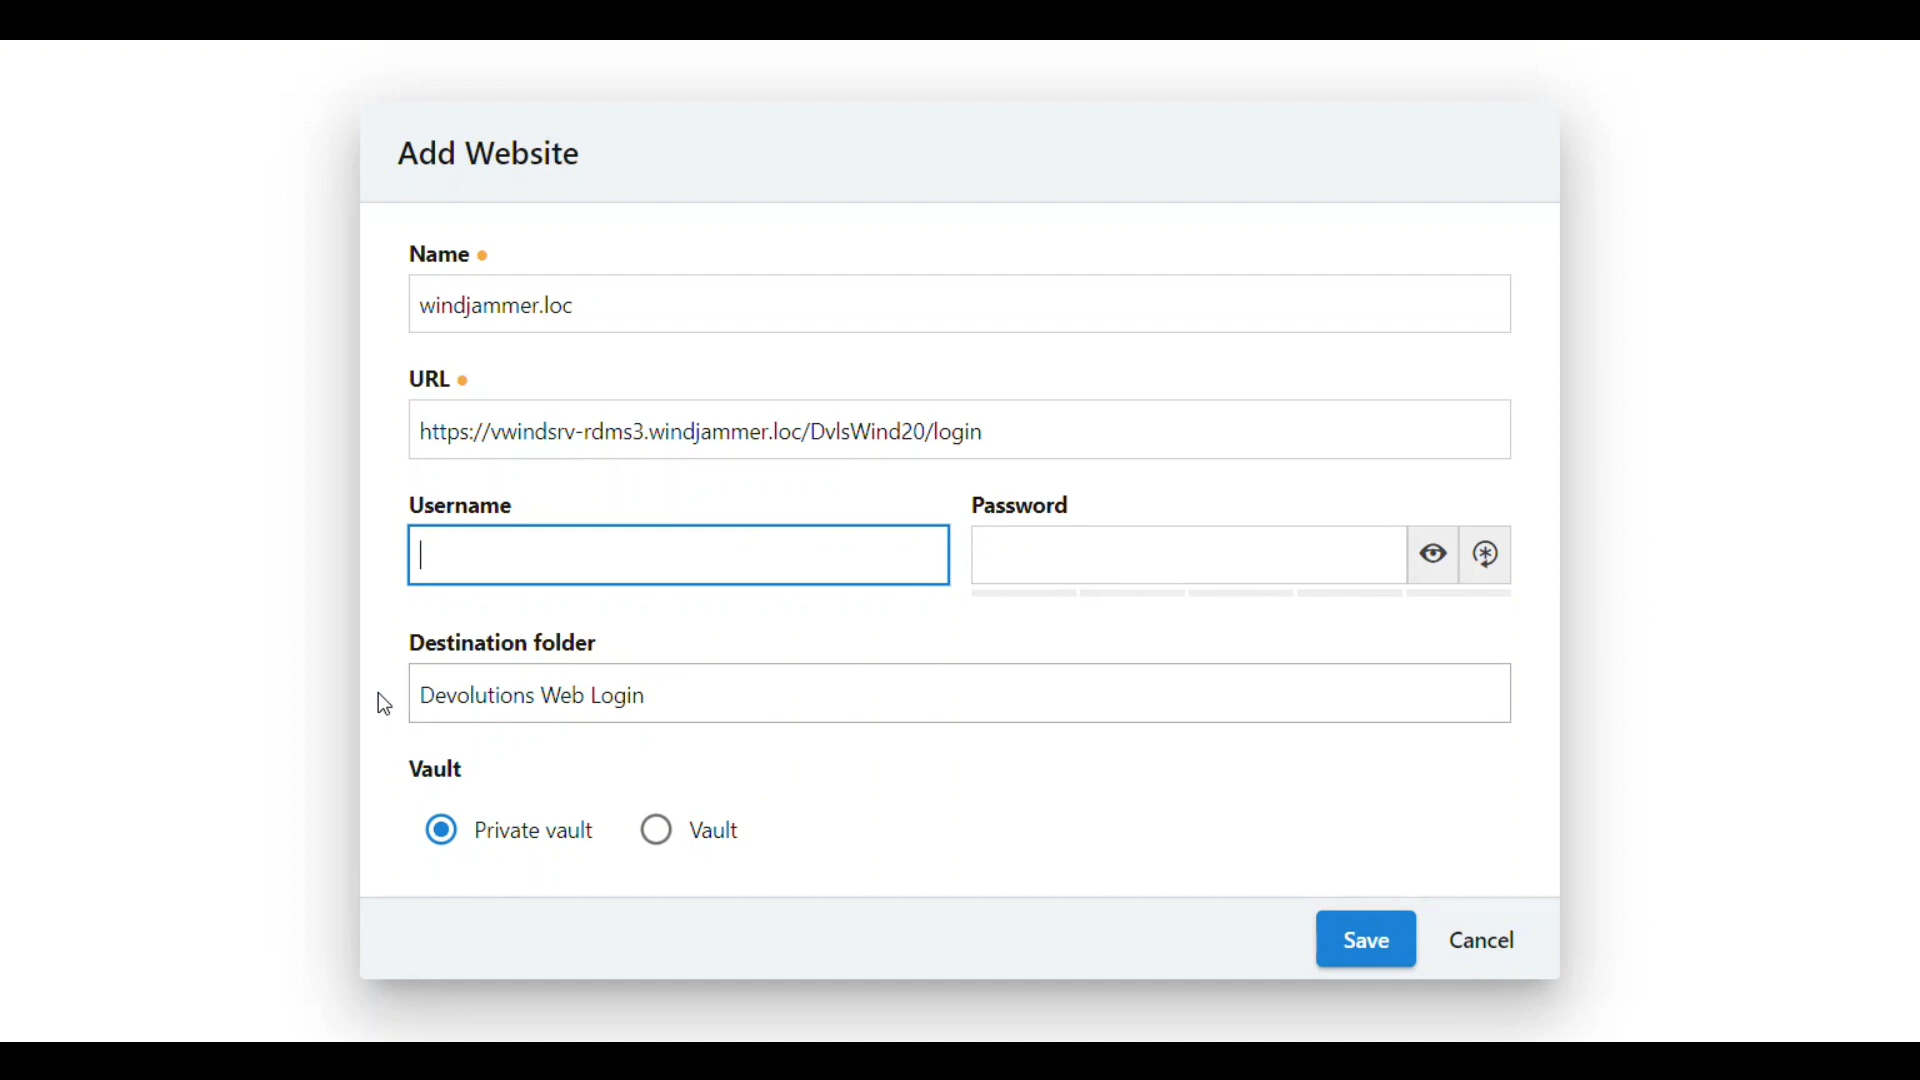 Add Website
Name
windjammer.loc
URL
https://vwindsrv-rdms3.windjammer.loc/DvlsWind20/login
Username
Password
Destination folder
Devolutions Web Login
Vault
Private vault
Vault
Save
Cancel